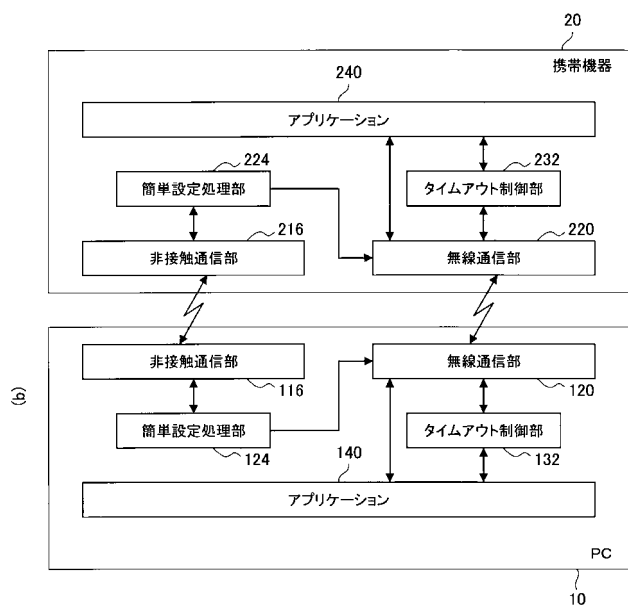 20
携帯機器
240
アプリケーション
224
232
簡単設定処理部
タイムアウト制御部
216
220
非接触通信部
無線通信部
非接触通信部
無線通信部
116
120
(b)
簡単設定処理部
タイムアウト制御部
124
132
140
アプリケーション
PC
10